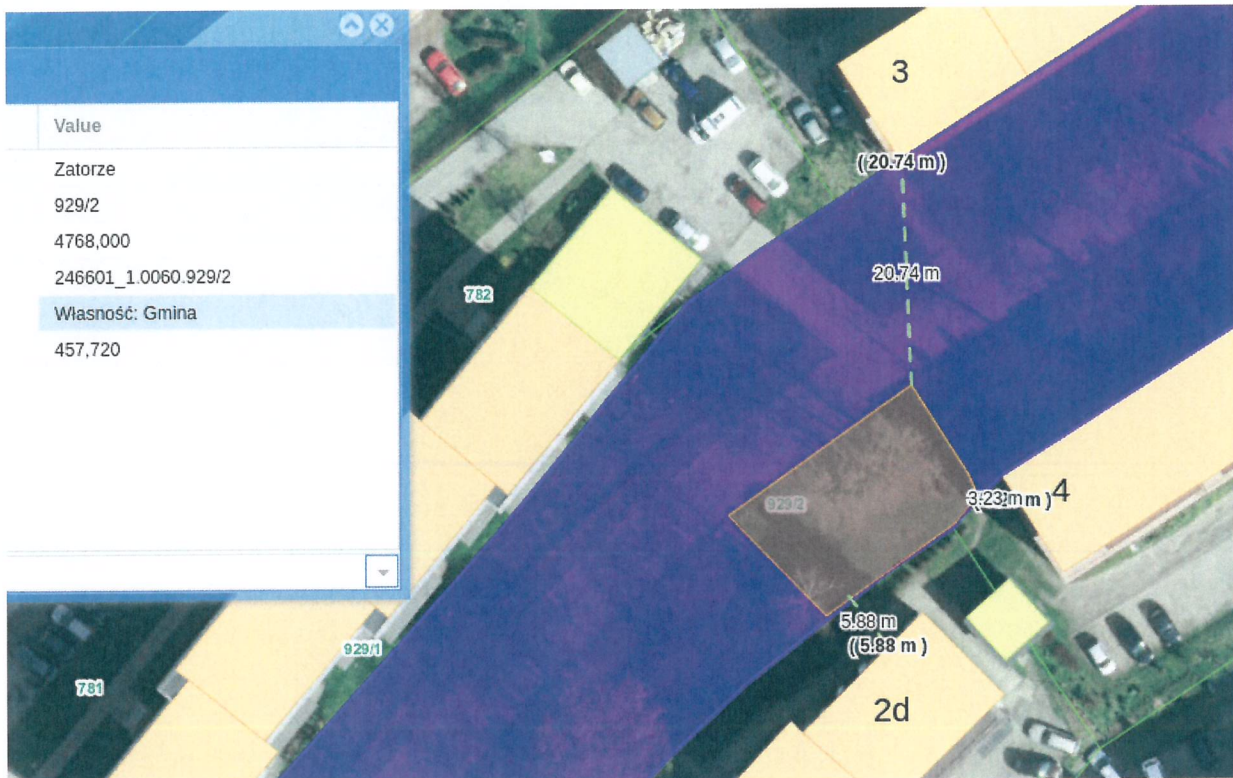 Value
Zatorze
929/2
4768,000
246601_1.0060.929/2
Własność: Gmina
457,720
3
(20.74 m)
20.74 m
782
929/2
3.23 m
4
5.88 m
(5.88 m)
929/1
781
2d